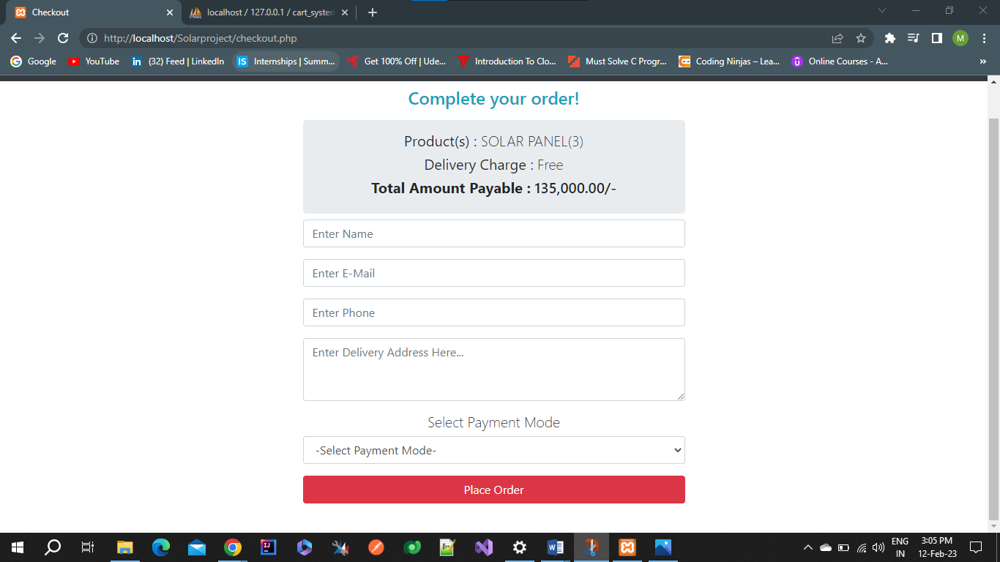 Checkout
localhost / 127.0.0.1 / cart_system
http://localhost/Solarproject/checkout.php
M
Google
YouTube
in
(32) Feed | LinkedIn
IS
Internships | Summ...
Get 100% Off | Ude...
Introduction To Clo...
Must Solve C Progr...
Coding Ninjas – Lea...
Online Courses - A...
»
Complete your order!
Product(s) : SOLAR PANEL(3)
Delivery Charge : Free
Total Amount Payable : 135,000.00/-
Enter Name
Enter E-Mail
Enter Phone
Enter Delivery Address Here...
Select Payment Mode
-Select Payment Mode-
Place Order
ENG
IN
3:05 PM
12-Feb-23